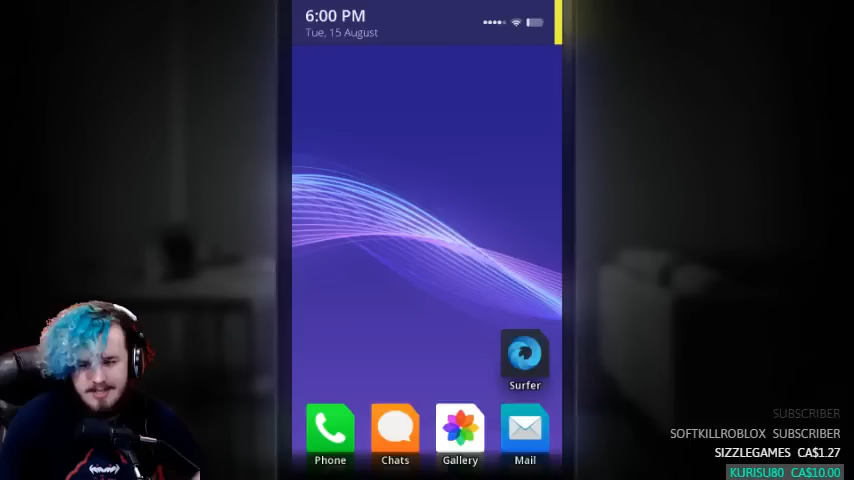 6:00 PM
Tue, 15 August
Surfer
Phone
Chats
Gallery
Mail
SUBSCRIBER
SOFTKILLROBLOX SUBSCRIBER
SIZZLEGAMES CA$1.27
KURISU80 CA$10.00